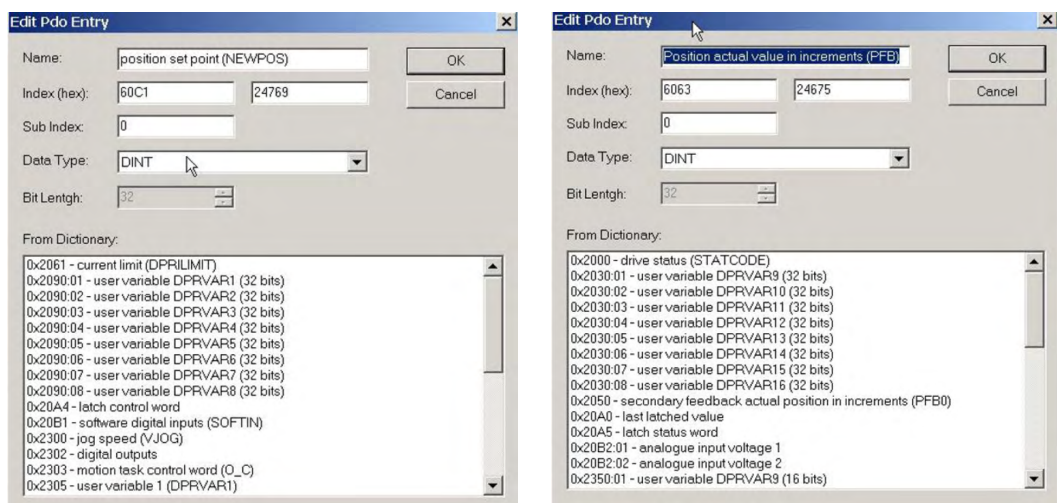 Edit Pdo Entry
Name: position set point (NEWPOS) OK
Index (hex): 60C1 24769 Cancel
Sub Index: 0
Data Type: DINT
Bit Lentgh: 32
From Dictionary:
0x2061 - current limit (DPRILIMIT)
0x2090:01 - user variable DPRVAR1 (32 bits)
0x2090:02 - user variable DPRVAR2 (32 bits)
0x2090:03 - user variable DPRVAR3 (32 bits)
0x2090:04 - user variable DPRVAR4 (32 bits)
0x2090:05 - user variable DPRVAR5 (32 bits)
0x2090:06 - user variable DPRVAR6 (32 bits)
0x2090:07 - user variable DPRVAR7 (32 bits)
0x2090:08 - user variable DPRVAR8 (32 bits)
0x20A4 - latch control word
0x20B1 - software digital inputs (SOFTIN)
0x2300 - jog speed (VJOG)
0x2302 - digital outputs
0x2303 - motion task control word (O_C)
0x2305 - user variable 1 (DPRVAR1)
Edit Pdo Entry
Name: Position actual value in increments (PFB) OK
Index (hex): 6063 24675 Cancel
Sub Index: 0
Data Type: DINT
Bit Lentgh: 32
From Dictionary:
0x2000 - drive status (STATCODE)
0x2030:01 - user variable DPRVAR9 (32 bits)
0x2030:02 - user variable DPRVAR10 (32 bits)
0x2030:03 - user variable DPRVAR11 (32 bits)
0x2030:04 - user variable DPRVAR12 (32 bits)
0x2030:05 - user variable DPRVAR13 (32 bits)
0x2030:06 - user variable DPRVAR14 (32 bits)
0x2030:07 - user variable DPRVAR15 (32 bits)
0x2030:08 - user variable DPRVAR16 (32 bits)
0x2050 - secondary feedback actual position in increments (PFB0)
0x20A0 - last latched value
0x20A5 - latch status word
0x20B2:01 - analogue input voltage 1
0x20B2:02 - analogue input voltage 2
0x2350:01 - user variable DPRVAR9 (16 bits)